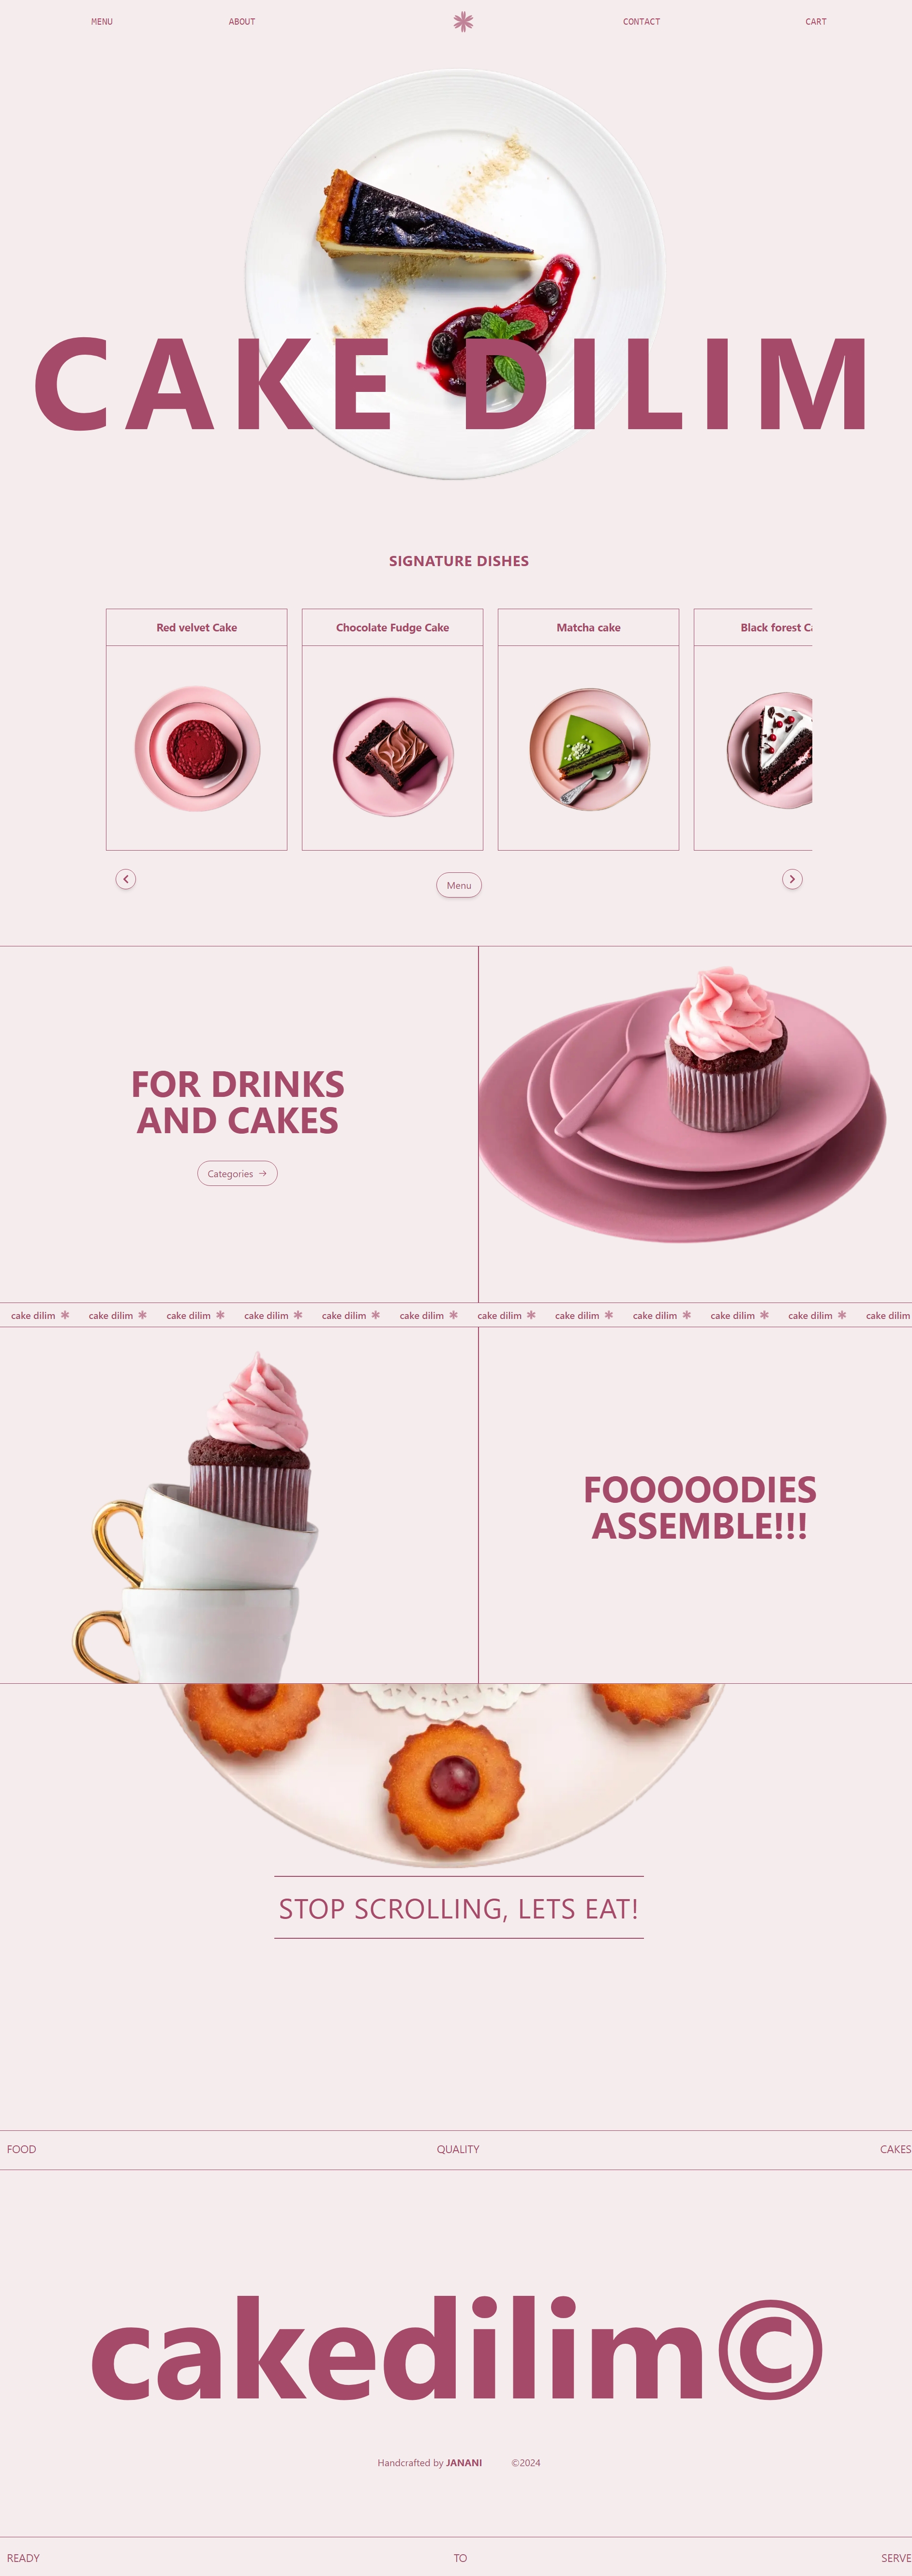 MENU ABOUT CONTACT CART
CAKE DILIM
SIGNATURE DISHES
Red velvet Cake
Chocolate Fudge Cake
Matcha cake
Black forest
Menu
FOR DRINKS
AND CAKES
Categories →
cake dilim cake dilim cake dilim cake dilim cake dilim cake dilim cake dilim cake dilim cake dilim cake dilim cake dilim cake dilim
FOOOOODIES
ASSEMBLE!!!
STOP SCROLLING, LETS EAT!
FOOD QUALITY CAKES
cakedilim©
Handcrafted by JANANI ©2024
READY TO SERVE